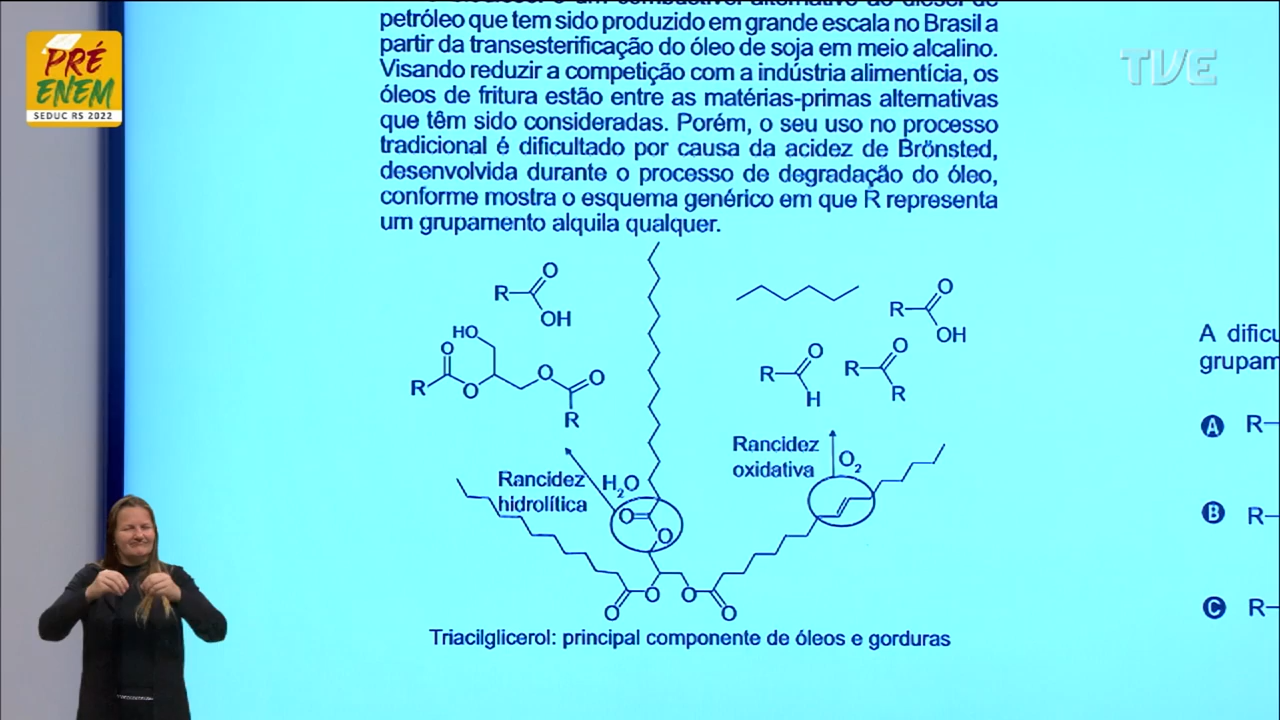 PRÉ
ENEM
SEDUC RS 2022
TVE
petróleo que tem sido produzido em grande escala no Brasil a
partir da transesterificação do óleo de soja em meio alcalino.
Visando reduzir a competição com a indústria alimentícia, os
óleos de fritura estão entre as matérias-primas alternativas
que têm sido consideradas. Porém, o seu uso no processo
tradicional é dificultado por causa da acidez de Brönsted,
desenvolvida durante o processo de degradação do óleo,
conforme mostra o esquema genérico em que R representa
um grupamento alquila qualquer.
R O OH
HO
O
R O O O
R
R O OH
R O H
R O R
Rancidez
hidrolítica
H₂O
Rancidez
oxidativa
O₂
O
O
O O
O O
Triacilglicerol: principal componente de óleos e gorduras
A
grupam
A R
B R
C R